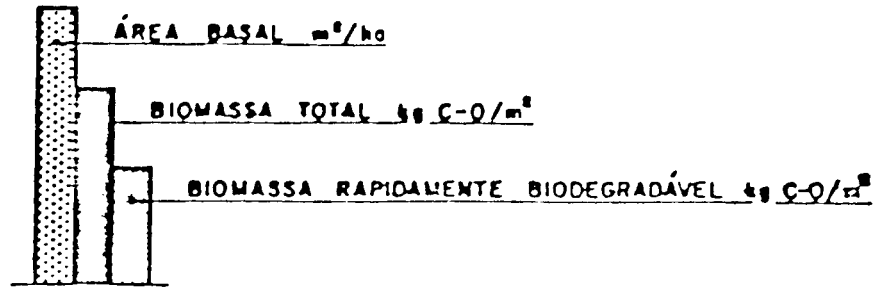 ÁREA BASAL m²/ha
BIOMASSA TOTAL kg C-O/m²
BIOMASSA RAPIDAMENTE BIODEGRADÁVEL kg C-O/m²